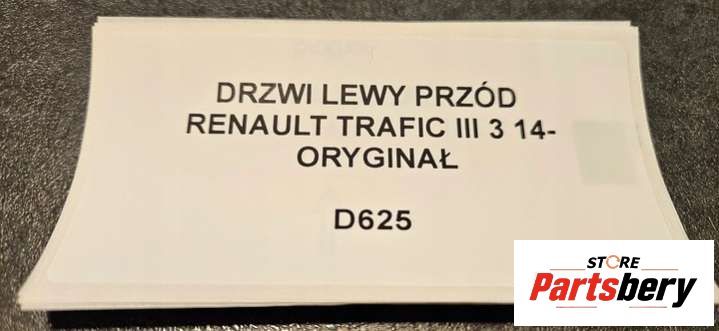 DRZWI LEWY PRZÓD
RENAULT TRAFIC III 3 14-
ORYGINAŁ
D625
STORE
Partsbery